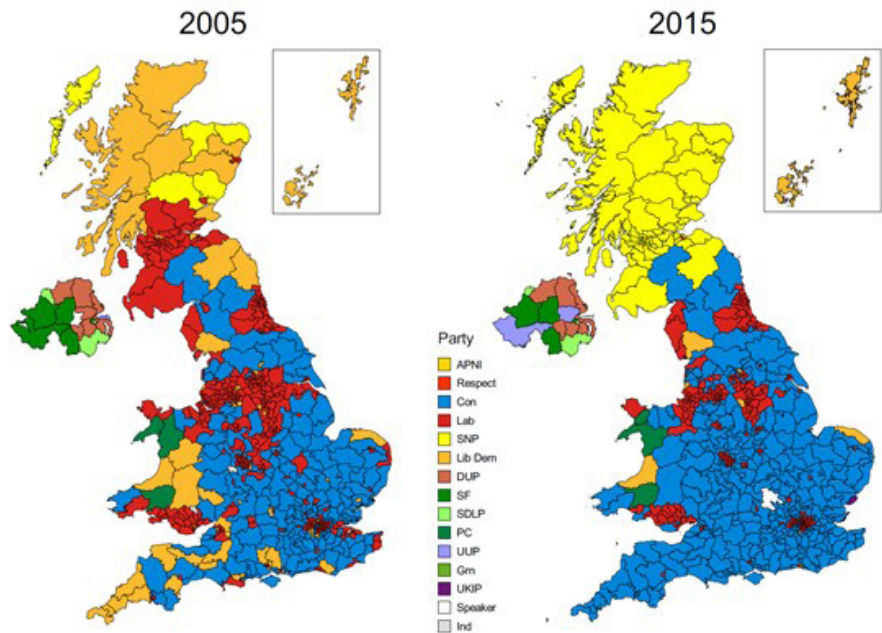 2005
2015
Party
APNI
Respect
Con
Lab
SNP
Lib Dem
DUP
SF
SDLP
PC
UUP
Grn
UKIP
Speaker
Ind